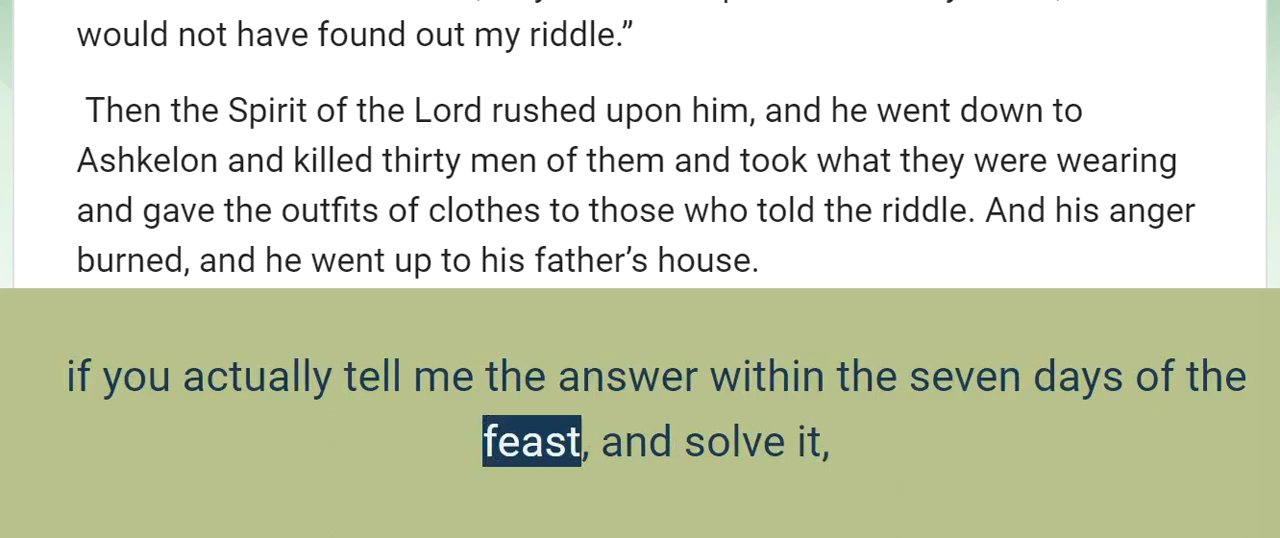 would not have found out my riddle.”
Then the Spirit of the Lord rushed upon him, and he went down to
Ashkelon and killed thirty men of them and took what they were wearing
and gave the outfits of clothes to those who told the riddle. And his anger
burned, and he went up to his father’s house.
if you actually tell me the answer within the seven days of the
feast, and solve it,